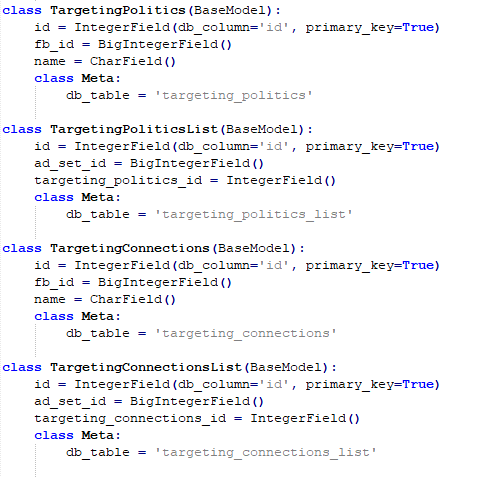 class TargetingPolitics(BaseModel):
    id = IntegerField(db_column='id', primary_key=True)
    fb_id = BigIntegerField()
    name = CharField()
    class Meta:
        db_table = 'targeting_politics'

class TargetingPoliticsList(BaseModel):
    id = IntegerField(db_column='id', primary_key=True)
    ad_set_id = BigIntegerField()
    targeting_politics_id = IntegerField()
    class Meta:
        db_table = 'targeting_politics_list'

class TargetingConnections(BaseModel):
    id = IntegerField(db_column='id', primary_key=True)
    fb_id = BigIntegerField()
    name = CharField()
    class Meta:
        db_table = 'targeting_connections'

class TargetingConnectionsList(BaseModel):
    id = IntegerField(db_column='id', primary_key=True)
    ad_set_id = BigIntegerField()
    targeting_connections_id = IntegerField()
    class Meta:
        db_table = 'targeting_connections_list'